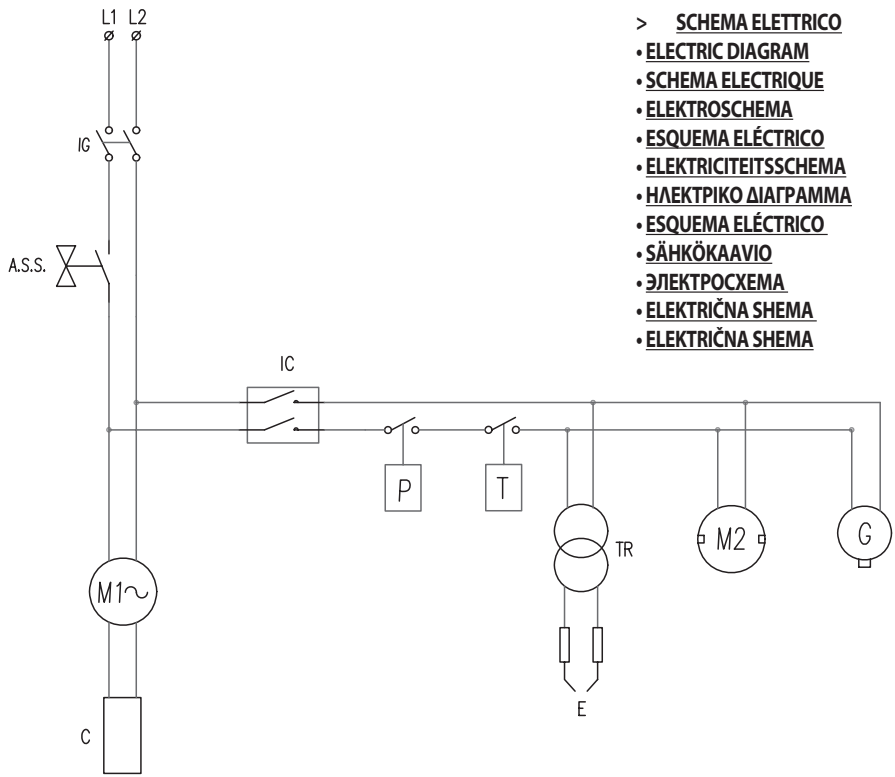 L1 L2
> SCHEMA ELETTRICO
• ELECTRIC DIAGRAM
• SCHEMA ELECTRIQUE
• ELEKTROSCHEMA
• ESQUEMA ELÉCTRICO
• ELEKTRICITEITSSCHEMA
• ΗΛΕΚΤΡΙΚΟ ΔΙΑΓΡΑΜΜΑ
• ESQUEMA ELÉCTRICO
• SÄHKÖKAAVIO
• ЭЛЕКТРОСХЕМА
• ELEKTRIČNA SHEMA
• ELEKTRIČNA SHEMA
IG
A.S.S.
IC
P
T
TR
M2
G
M1~
E
C